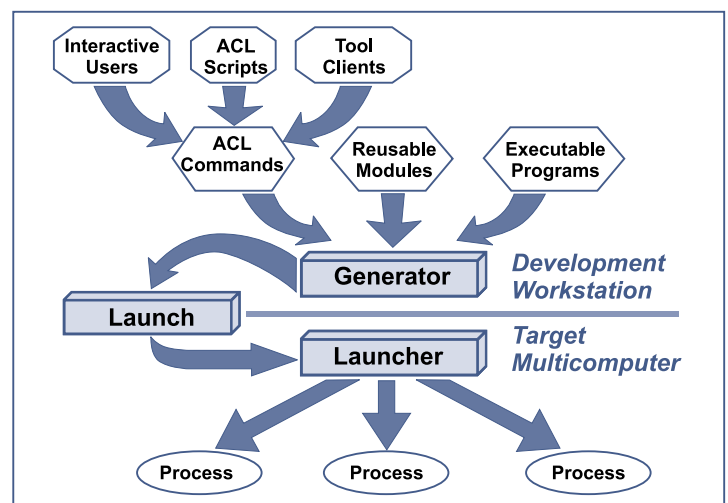 Interactive
Users
ACL
Scripts
Tool
Clients
ACL
Commands
Reusable
Modules
Executable
Programs
Generator
Development
Workstation
Launch
Launcher
Target
Multicomputer
Process
Process
Process